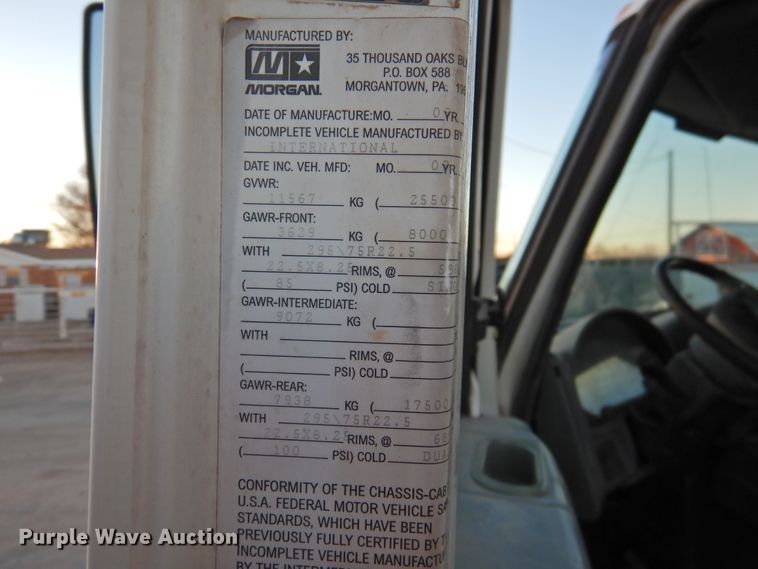 MANUFACTURED BY:
MORGAN
35 THOUSAND OAKS
P.O. BOX 588
MORGANTOWN, PA.
DATE OF MANUFACTURE: MO. YR.
INCOMPLETE VEHICLE MANUFACTURED BY
INTERNATIONAL
DATE INC. VEH. MFD: MO. YR.
GVWR:
11567 KG (
GAWR-FRONT:
3629 KG ( 8000
WITH 295\75R22.5
22.5X8.25 RIMS, @
( 85 PSI) COLD
GAWR-INTERMEDIATE:
9072 KG (
WITH
RIMS, @
( PSI) COLD
GAWR-REAR:
7938 KG ( 17500
WITH 295\75R22.5
22.5X8.25 RIMS, @
( 100 PSI) COLD
CONFORMITY OF THE CHASSIS-CAB
U.S.A. FEDERAL MOTOR VEHICLE
STANDARDS, WHICH HAVE BEEN
PREVIOUSLY FULLY CERTIFIED BY
INCOMPLETE VEHICLE
BY THE
Purple Wave Auction